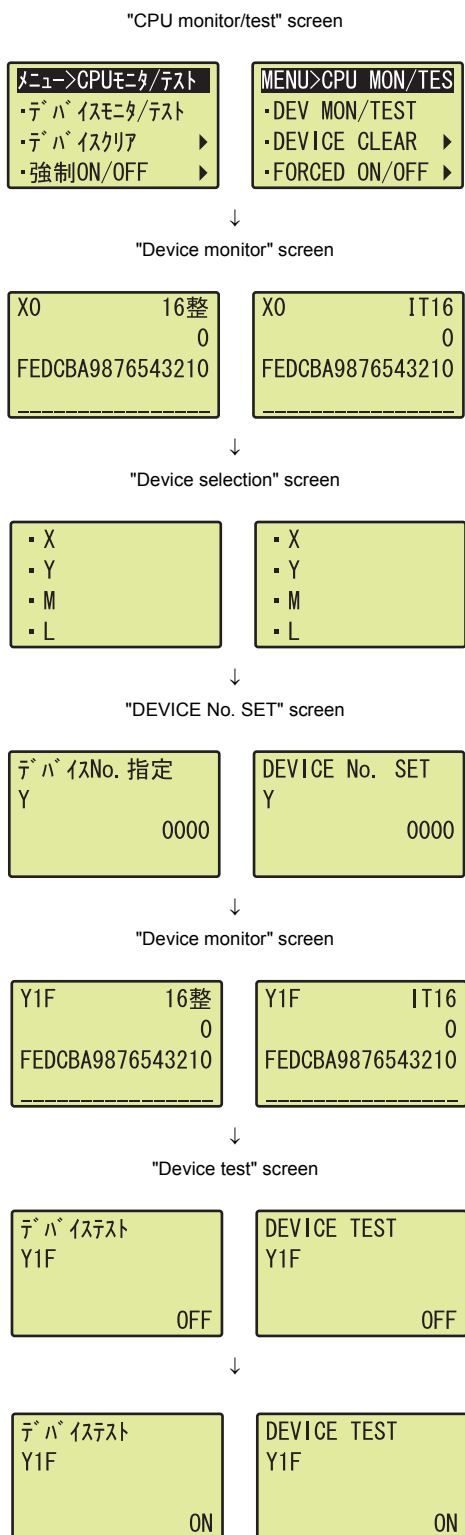 "CPU monitor/test" screen
ﾒﾆｭｰ>CPUﾓﾆﾀ/ﾃｽﾄ
･ﾃﾞﾊﾞｲｽﾓﾆﾀ/ﾃｽﾄ
･ﾃﾞﾊﾞｲｽｸﾘｱ ▶
･強制ON/OFF ▶
MENU>CPU MON/TES
･DEV MON/TEST
･DEVICE CLEAR ▶
･FORCED ON/OFF ▶
↓
"Device monitor" screen
X0 16整
0
FEDCBA9876543210
________________
X0 IT16
0
FEDCBA9876543210
________________
↓
"Device selection" screen
･X
･Y
･M
･L
･X
･Y
･M
･L
↓
"DEVICE No. SET" screen
ﾃﾞﾊﾞｲｽNo.指定
Y
0000
DEVICE No. SET
Y
0000
↓
"Device monitor" screen
Y1F 16整
0
FEDCBA9876543210
________________
Y1F IT16
0
FEDCBA9876543210
________________
↓
"Device test" screen
ﾃﾞﾊﾞｲｽﾃｽﾄ
Y1F
OFF
DEVICE TEST
Y1F
OFF
↓
ﾃﾞﾊﾞｲｽﾃｽﾄ
Y1F
ON
DEVICE TEST
Y1F
ON